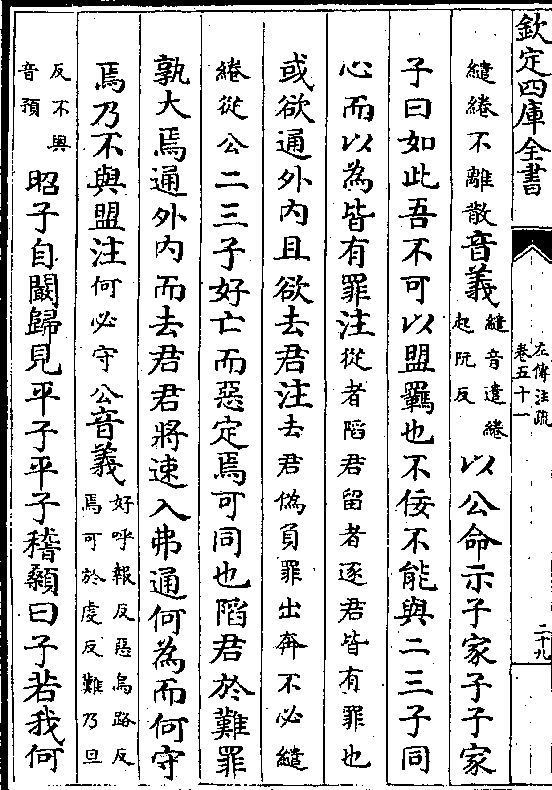 欽定四庫全書
左傳注疏
卷五十一
二十九
繾綣不離散音義繾音遣綣
起阮反以公命示子家子子家
子曰如此吾不可以盟羈也不佞不能與二三子同
心而以為皆有罪注從者陷君留者逐君皆有罪也
或欲通外内且欲去君注去君偽負罪出奔不必繾
綣從公二三子好亡而惡定焉可同也陷君於難罪
孰大焉通外内而去君君將速入弗通何為而何守
焉乃不與盟注何必守公音義好呼報反惡烏路反
焉可於虔反難乃旦
反不與
音預昭子自闞歸見平子平子稽顙曰子若我何